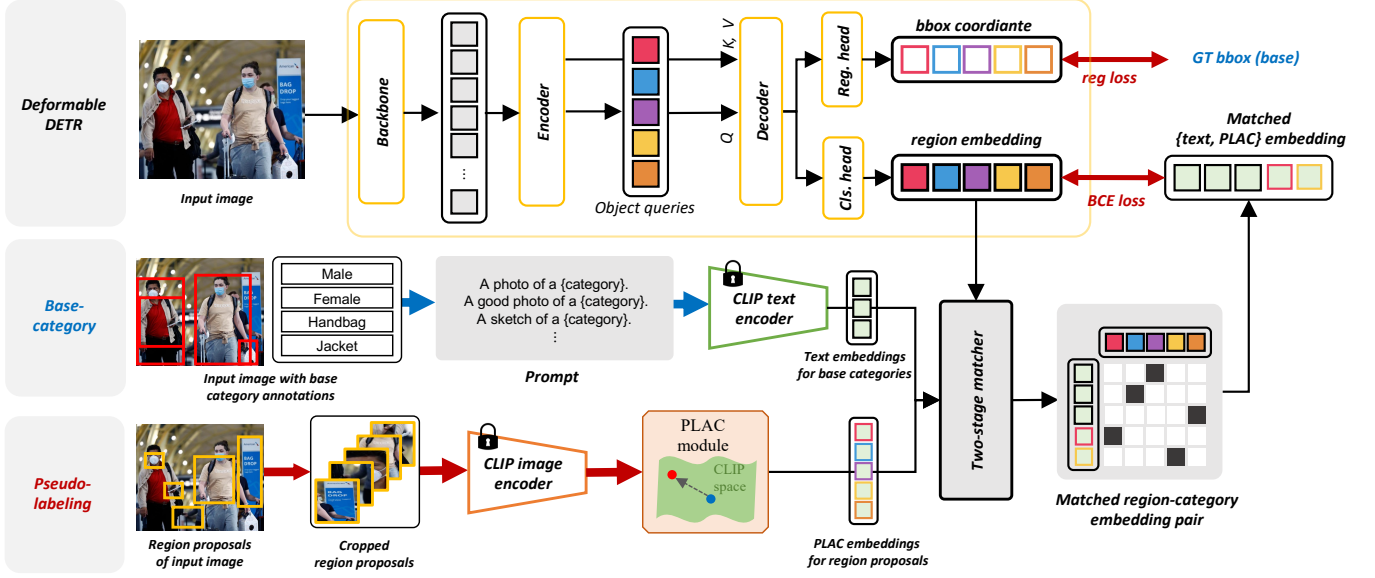 Deformable
DETR
Input image
Backbone
...
Encoder
Object queries
K, V
Q
Decoder
Reg. head
Cls. head
bbox coordiante
region embedding
reg loss
BCE loss
GT bbox (base)
Matched
{text, PLAC} embedding
Base-
category
Input image with base
category annotations
Male
Female
Handbag
Jacket
A photo of a {category}.
A good photo of a {category}.
A sketch of a {category}.
⋮
Prompt
CLIP text
encoder
Text embeddings
for base categories
Two-stage matcher
Matched region-category
embedding pair
Pseudo-
labeling
Region proposals
of input image
BAG
DROP
Cropped
region proposals
CLIP image
encoder
PLAC
module
CLIP
space
PLAC embeddings
for region proposals